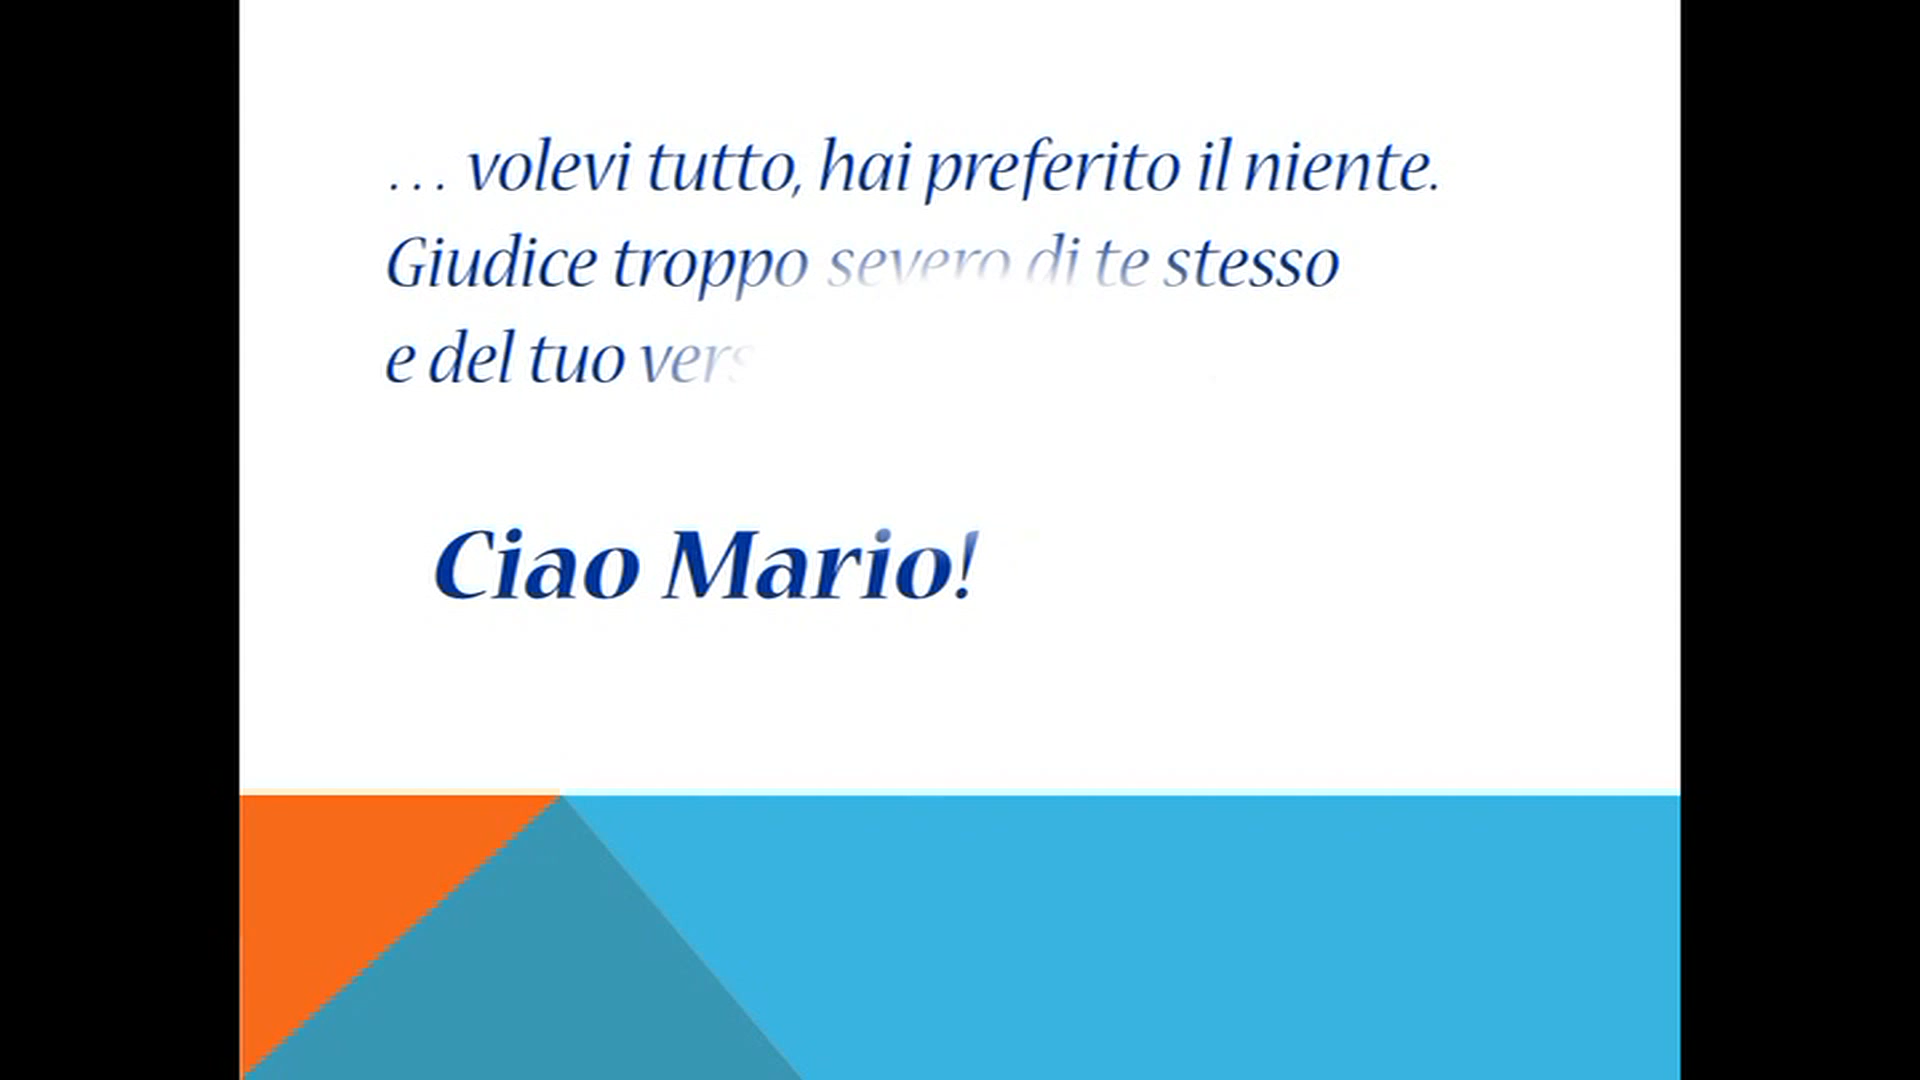 … volevi tutto, hai preferito il niente.
Giudice troppo severo di te stesso
e del tuo
Ciao Mario!